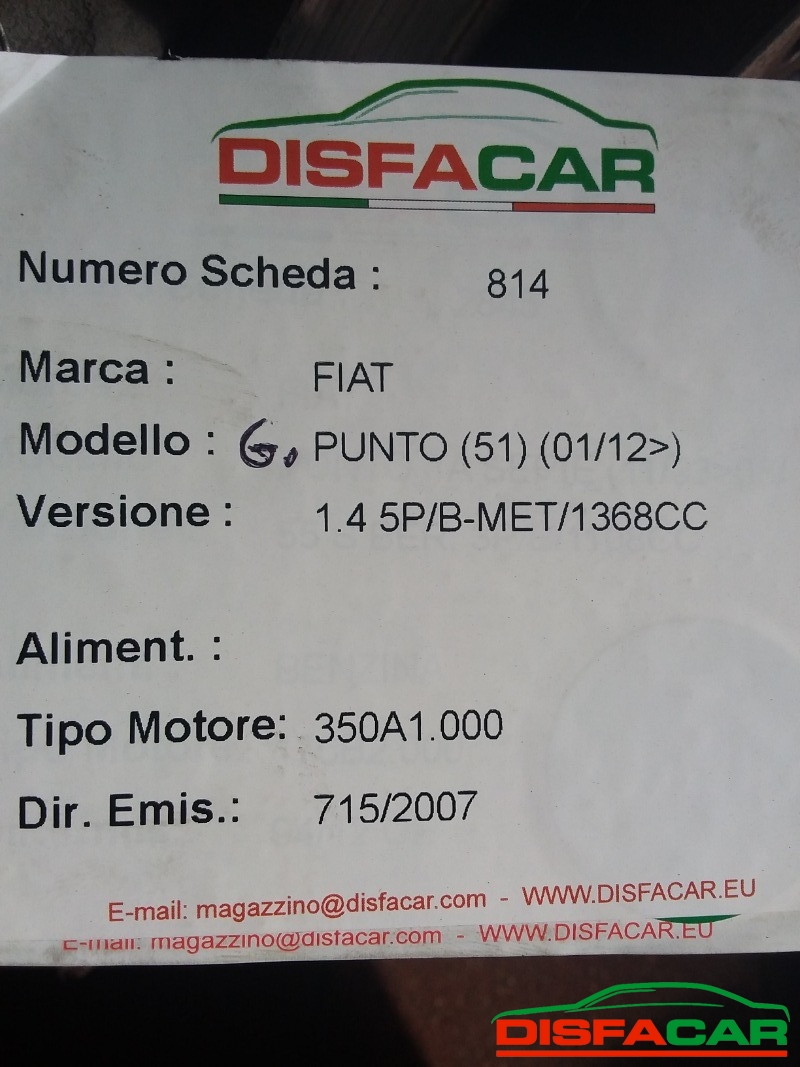 DISFACAR
Numero Scheda : 814
Marca : FIAT
Modello : G. PUNTO (51) (01/12>)
Versione : 1.4 5P/B-MET/1368CC
Aliment. :
Tipo Motore: 350A1.000
Dir. Emis.: 715/2007
E-mail: magazzino@disfacar.com - WWW.DISFACAR.EU
E-mail: magazzino@disfacar.com - WWW.DISFACAR.EU
DISFACAR